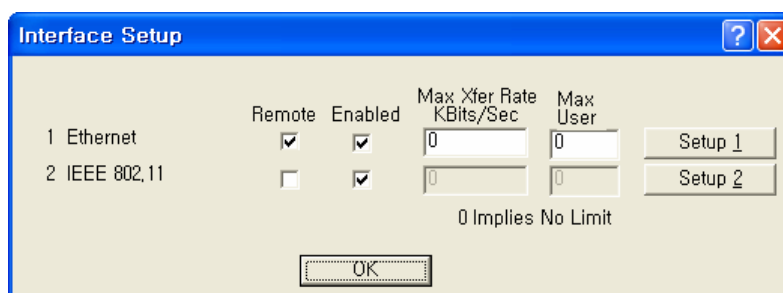 Interface Setup
Remote Enabled Max Xfer Rate KBits/Sec Max User
1 Ethernet 0 0 Setup 1
2 IEEE 802,11 0 0 Setup 2
0 Implies No Limit
OK